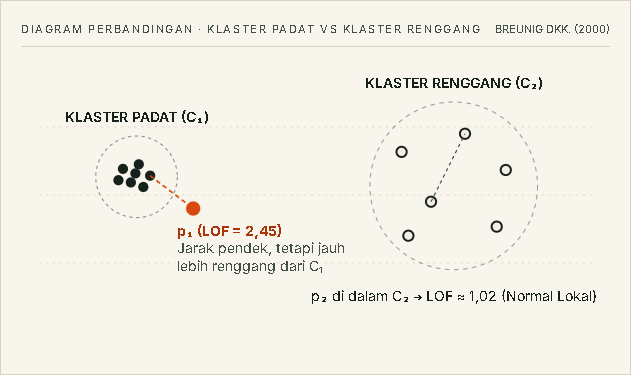 DIAGRAM PERBANDINGAN · KLASTER PADAT VS KLASTER RENGGANG
BREUNIG DKK. (2000)
KLASTER RENGGANG (C₂)
KLASTER PADAT (C₁)
p₁ (LOF = 2,45)
Jarak pendek, tetapi jauh
lebih renggang dari C₁
p₂ di dalam C₂ → LOF ≈ 1,02 (Normal Lokal)